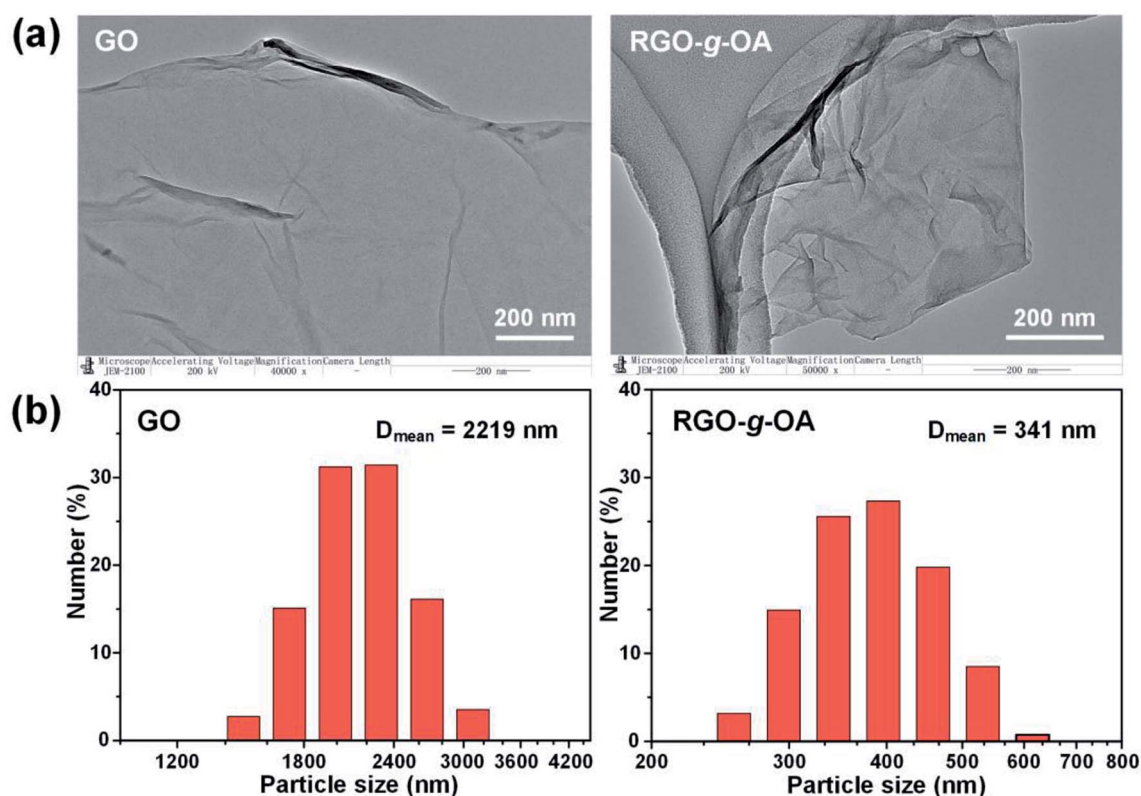 (a)
GO
200 nm
Microscope Accelerating Voltage Magnification Camera Length
JEM-2100 200 kV 40000 x - 200 nm
RGO-g-OA
200 nm
Microscope Accelerating Voltage Magnification Camera Length
JEM-2100 200 kV 50000 x - 200 nm
(b)
GO
Dmean = 2219 nm
Number (%)
40
30
20
10
0
1200 1800 2400 3000 3600 4200
Particle size (nm)
RGO-g-OA
Dmean = 341 nm
Number (%)
40
30
20
10
0
200 300 400 500 600 700 800
Particle size (nm)